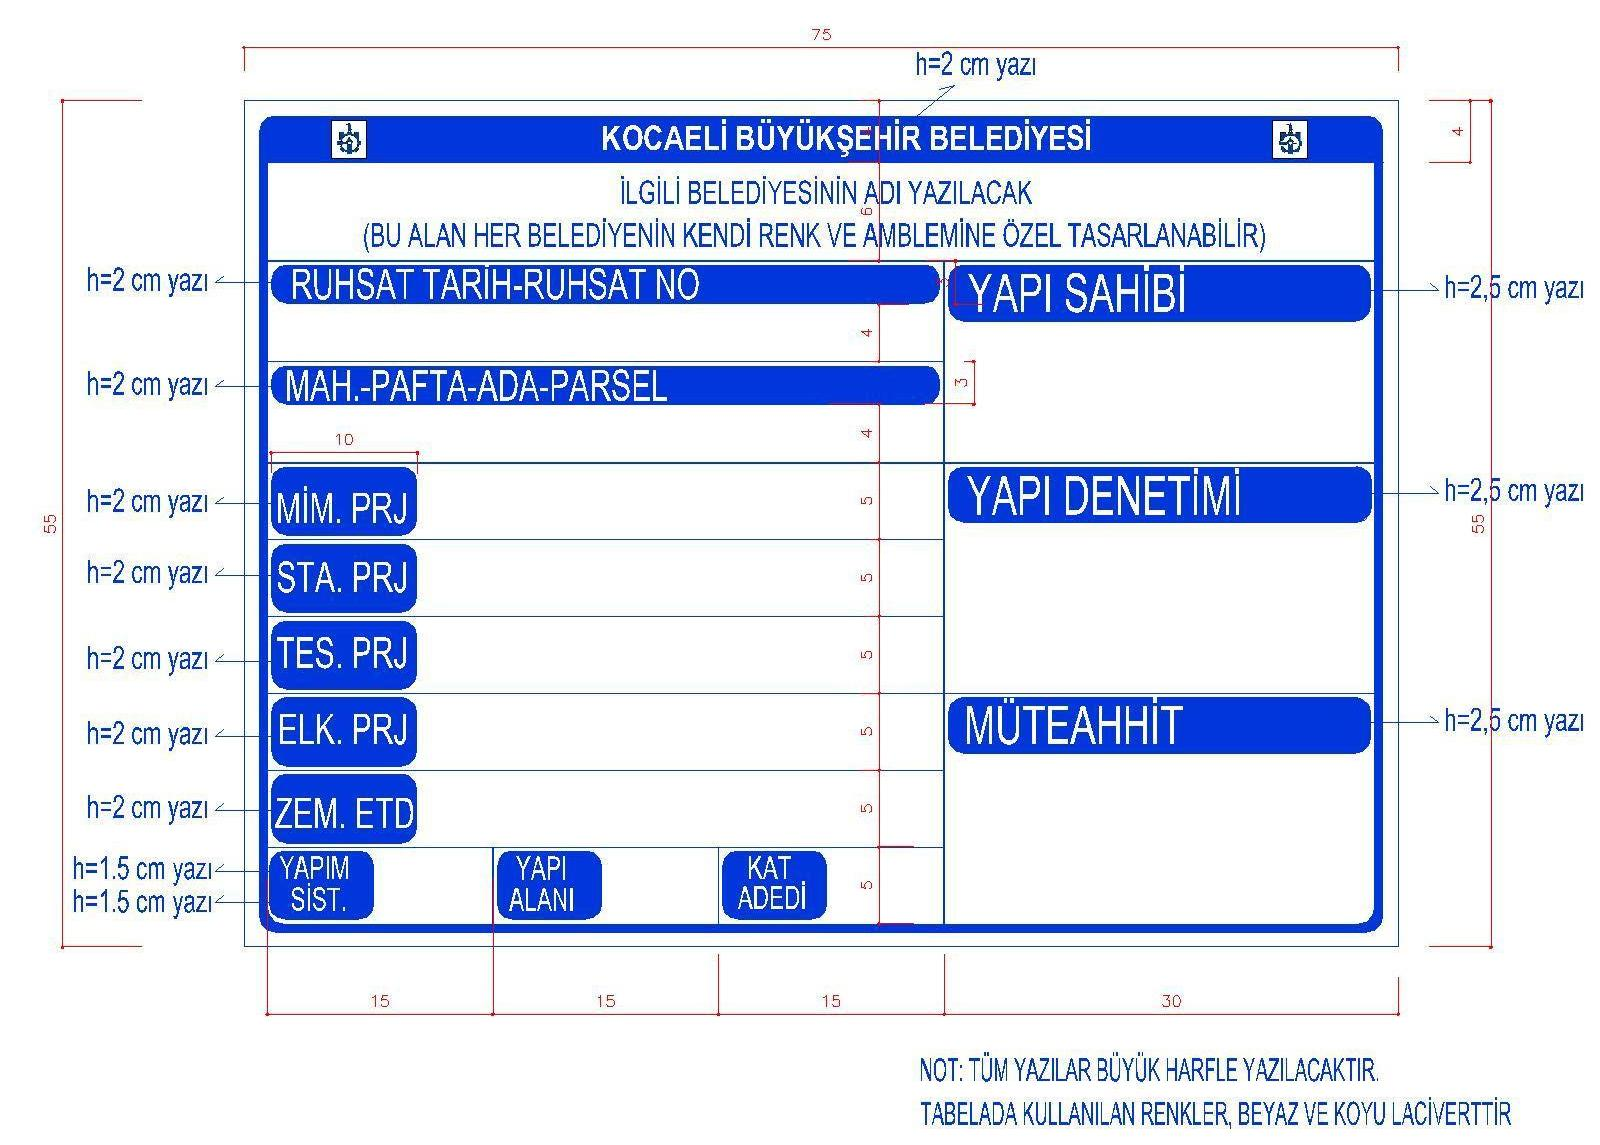 75
h=2 cm yazı
KOCAELİ BÜYÜKŞEHİR BELEDİYESİ
4
İLGİLİ BELEDİYESİNİN ADI YAZILACAK
6
(BU ALAN HER BELEDİYENİN KENDİ RENK VE AMBLEMİNE ÖZEL TASARLANABİLİR)
h=2 cm yazı
RUHSAT TARİH-RUHSAT NO
YAPI SAHİBİ
h=2,5 cm yazı
4
h=2 cm yazı
MAH.-PAFTA-ADA-PARSEL
3
4
10
h=2 cm yazı
MİM. PRJ
5
YAPI DENETİMİ
h=2,5 cm yazı
55
55
h=2 cm yazı
STA. PRJ
5
h=2 cm yazı
TES. PRJ
5
h=2 cm yazı
ELK. PRJ
5
MÜTEAHHİT
h=2,5 cm yazı
h=2 cm yazı
ZEM. ETD
5
h=1.5 cm yazı
h=1.5 cm yazı
YAPIM
SİST.
YAPI
ALANI
KAT
ADEDİ
5
15
15
15
30
NOT: TÜM YAZILAR BÜYÜK HARFLE YAZILACAKTIR.
TABELADA KULLANILAN RENKLER, BEYAZ VE KOYU LACİVERTTİR